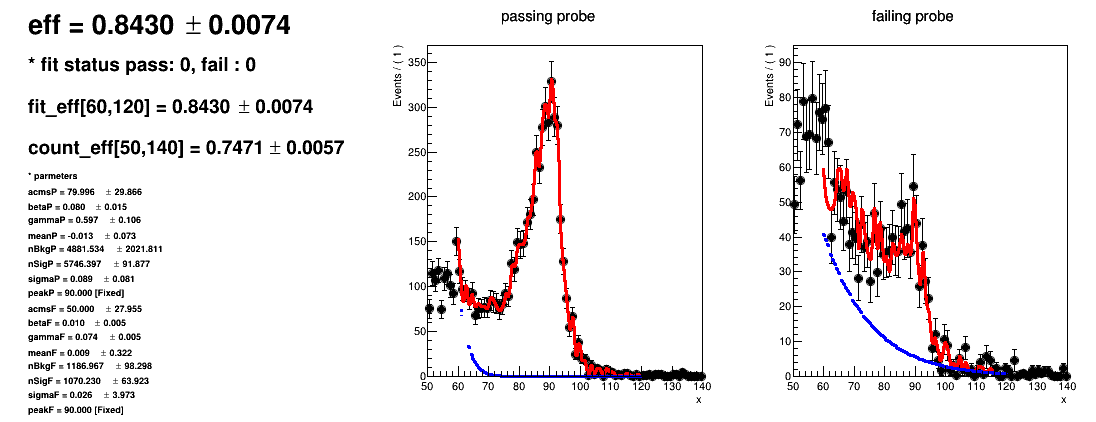 eff = 0.8430 ± 0.0074
* fit status pass: 0, fail : 0
fit_eff[60,120] = 0.8430 ± 0.0074
count_eff[50,140] = 0.7471 ± 0.0057
* parmeters
acmsP = 79.996 ± 29.866
betaP = 0.080 ± 0.015
gammaP = 0.597 ± 0.106
meanP = -0.013 ± 0.073
nBkgP = 4881.534 ± 2021.811
nSigP = 5746.397 ± 91.877
sigmaP = 0.089 ± 0.081
peakP = 90.000 [Fixed]
acmsF = 50.000 ± 27.955
betaF = 0.010 ± 0.005
gammaF = 0.074 ± 0.005
meanF = 0.009 ± 0.322
nBkgF = 1186.967 ± 98.298
nSigF = 1070.230 ± 63.923
sigmaF = 0.026 ± 3.973
peakF = 90.000 [Fixed]
passing probe
Events / ( 1 )
350
300
250
200
150
100
50
0
50 60 70 80 90 100 110 120 130 140
x
failing probe
Events / ( 1 )
90
80
70
60
50
40
30
20
10
0
50 60 70 80 90 100 110 120 130 140
x